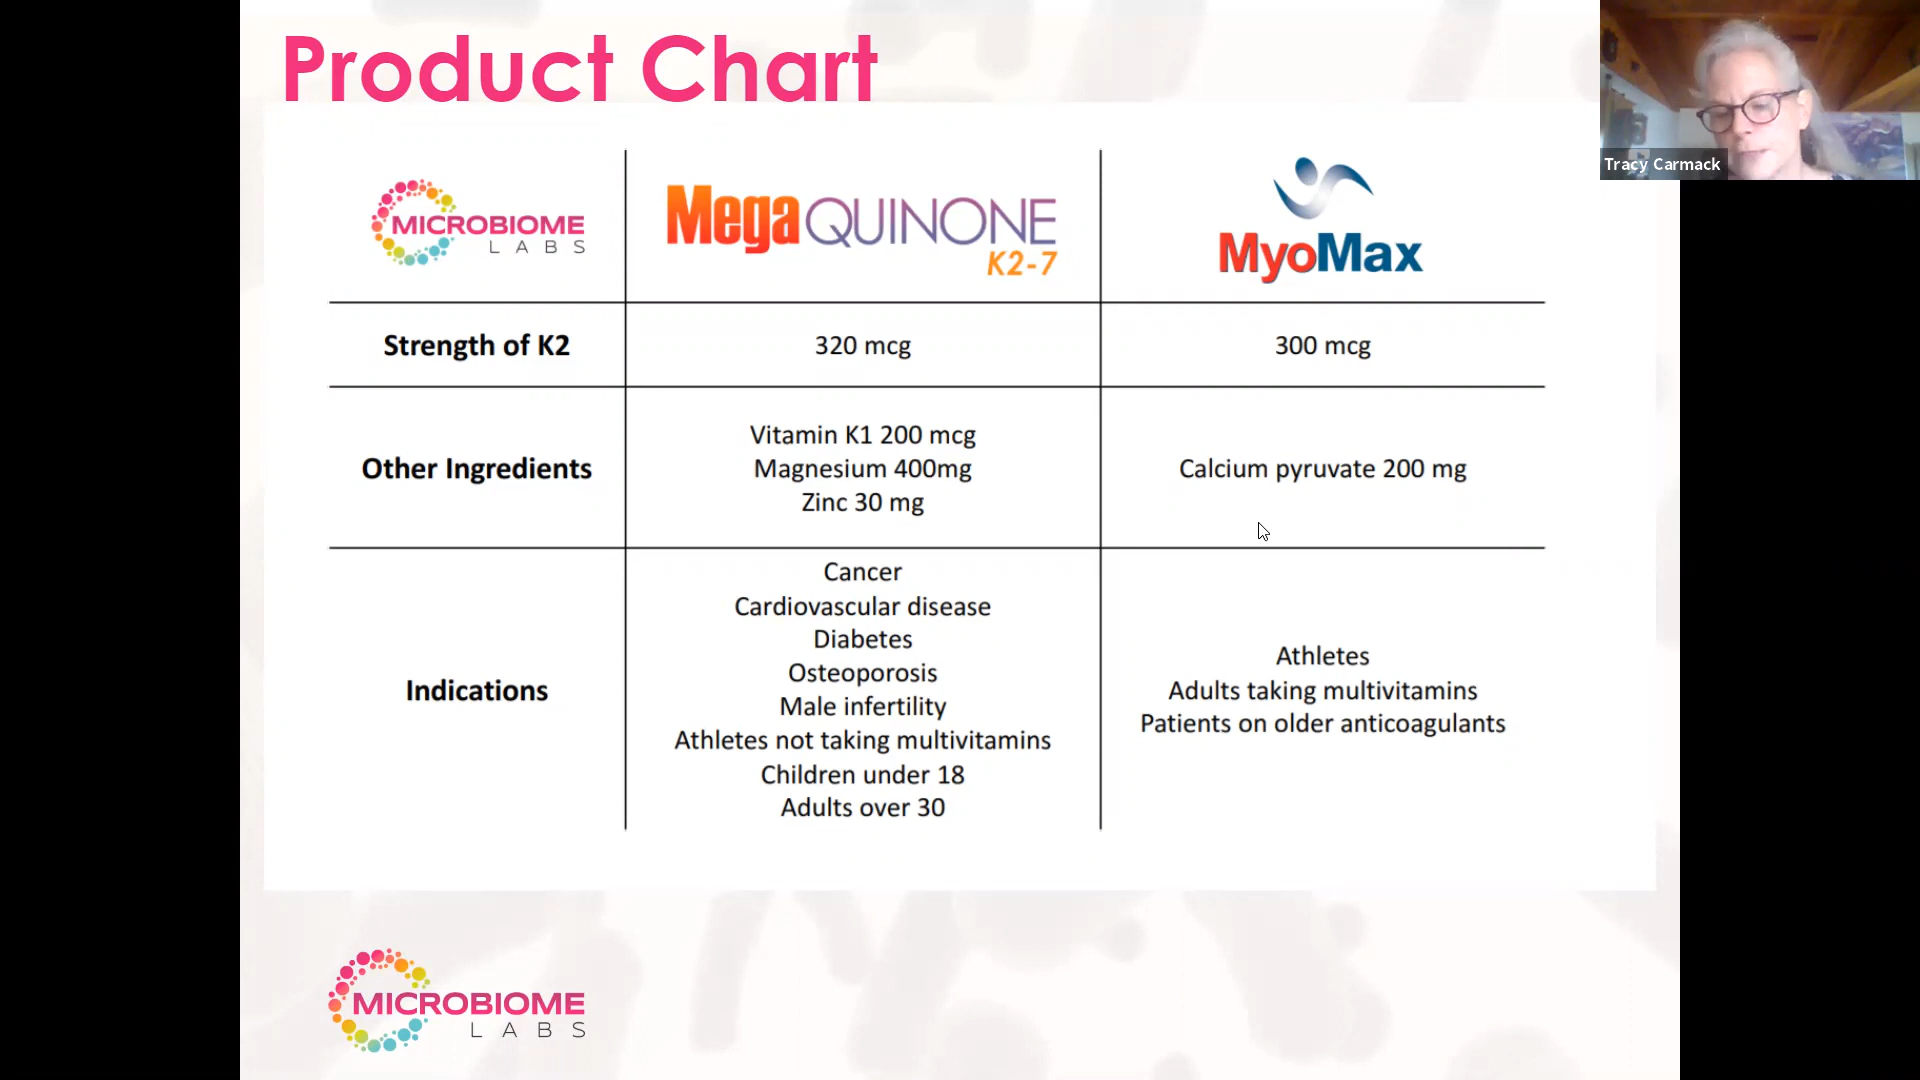 Product Chart
Tracy Carmack
MICROBIOME
LABS
MegaQUINONE
K2-7
MyoMax
Strength of K2
320 mcg
300 mcg
Other Ingredients
Vitamin K1 200 mcg
Magnesium 400mg
Zinc 30 mg
Calcium pyruvate 200 mg
Indications
Cancer
Cardiovascular disease
Diabetes
Osteoporosis
Male infertility
Athletes not taking multivitamins
Children under 18
Adults over 30
Athletes
Adults taking multivitamins
Patients on older anticoagulants
MICROBIOME
LABS